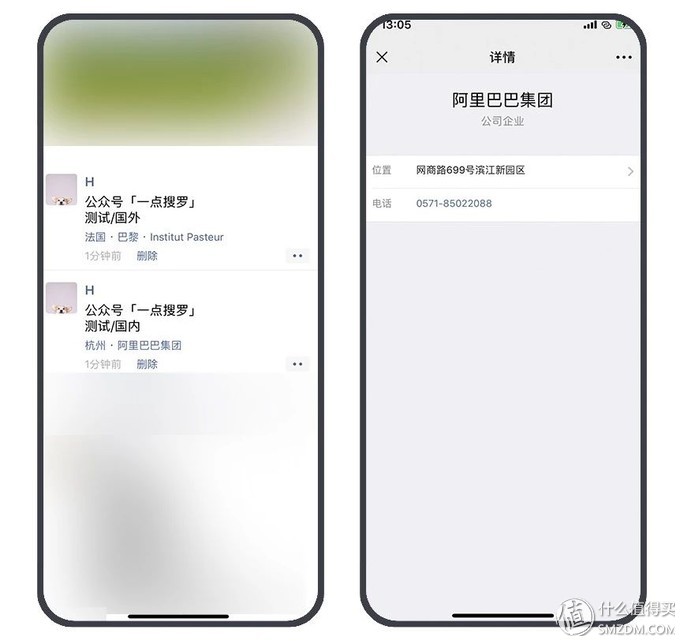 H
公众号「一点搜罗」
测试/国外
法国 · 巴黎 · Institut Pasteur
1分钟前 删除
H
公众号「一点搜罗」
测试/国内
杭州 · 阿里巴巴集团
1分钟前 删除
13:05
详情
阿里巴巴集团
公司企业
位置 网商路699号滨江新园区
电话 0571-85022088
值 什么值得买
SMZDM.COM